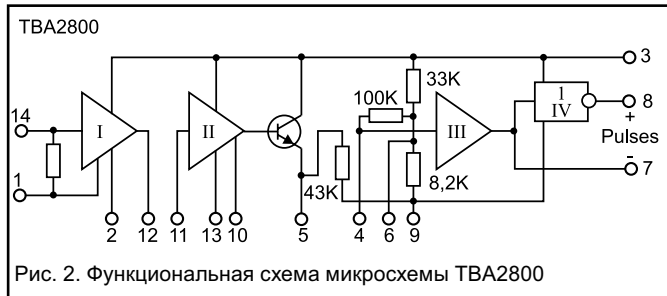 TBA2800
3
33K
1
14
100K
I
II
III
IV
8
+
Pulses
1
-
7
43K
8,2K
2
12
11
13
10
5
4
6
9
Рис. 2. Функциональная схема микросхемы TBA2800